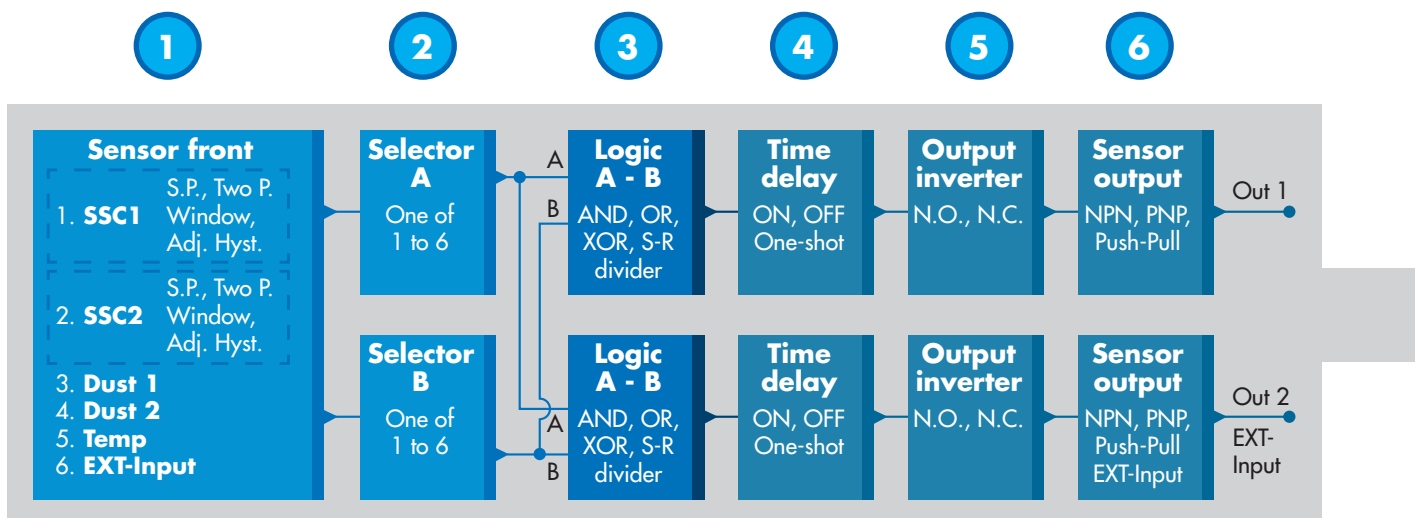 1
2
3
4
5
6
Sensor front
1. SSC1
S.P., Two P.
Window,
Adj. Hyst.
2. SSC2
S.P., Two P.
Window,
Adj. Hyst.
3. Dust 1
4. Dust 2
5. Temp
6. EXT-Input
Selector
A
One of
1 to 6
A
B
Logic
A - B
AND, OR,
XOR, S-R
divider
Time
delay
ON, OFF
One-shot
Output
inverter
N.O., N.C.
Sensor
output
NPN, PNP,
Push-Pull
Out 1
Selector
B
One of
1 to 6
A
B
Logic
A - B
AND, OR,
XOR, S-R
divider
Time
delay
ON, OFF
One-shot
Output
inverter
N.O., N.C.
Sensor
output
NPN, PNP,
Push-Pull
EXT-Input
Out 2
EXT-
Input